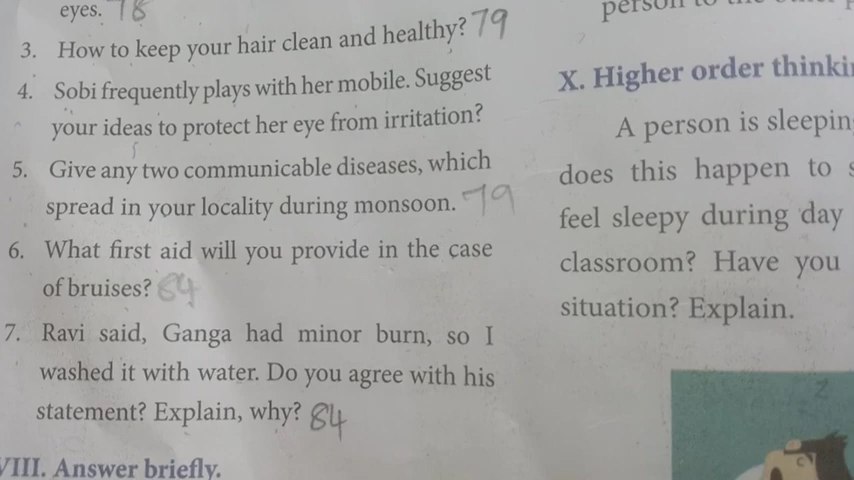 eyes. 78
3. How to keep your hair clean and healthy? 79
4. Sobi frequently plays with her mobile. Suggest
your ideas to protect her eye from irritation?
5. Give any two communicable diseases, which
spread in your locality during monsoon. 79
6. What first aid will you provide in the case
of bruises? 84
7. Ravi said, Ganga had minor burn, so I
washed it with water. Do you agree with his
statement? Explain, why? 84
VIII. Answer briefly.
X. Higher order
A person is
does this happen to
feel sleepy during day
classroom? Have you
situation? Explain.